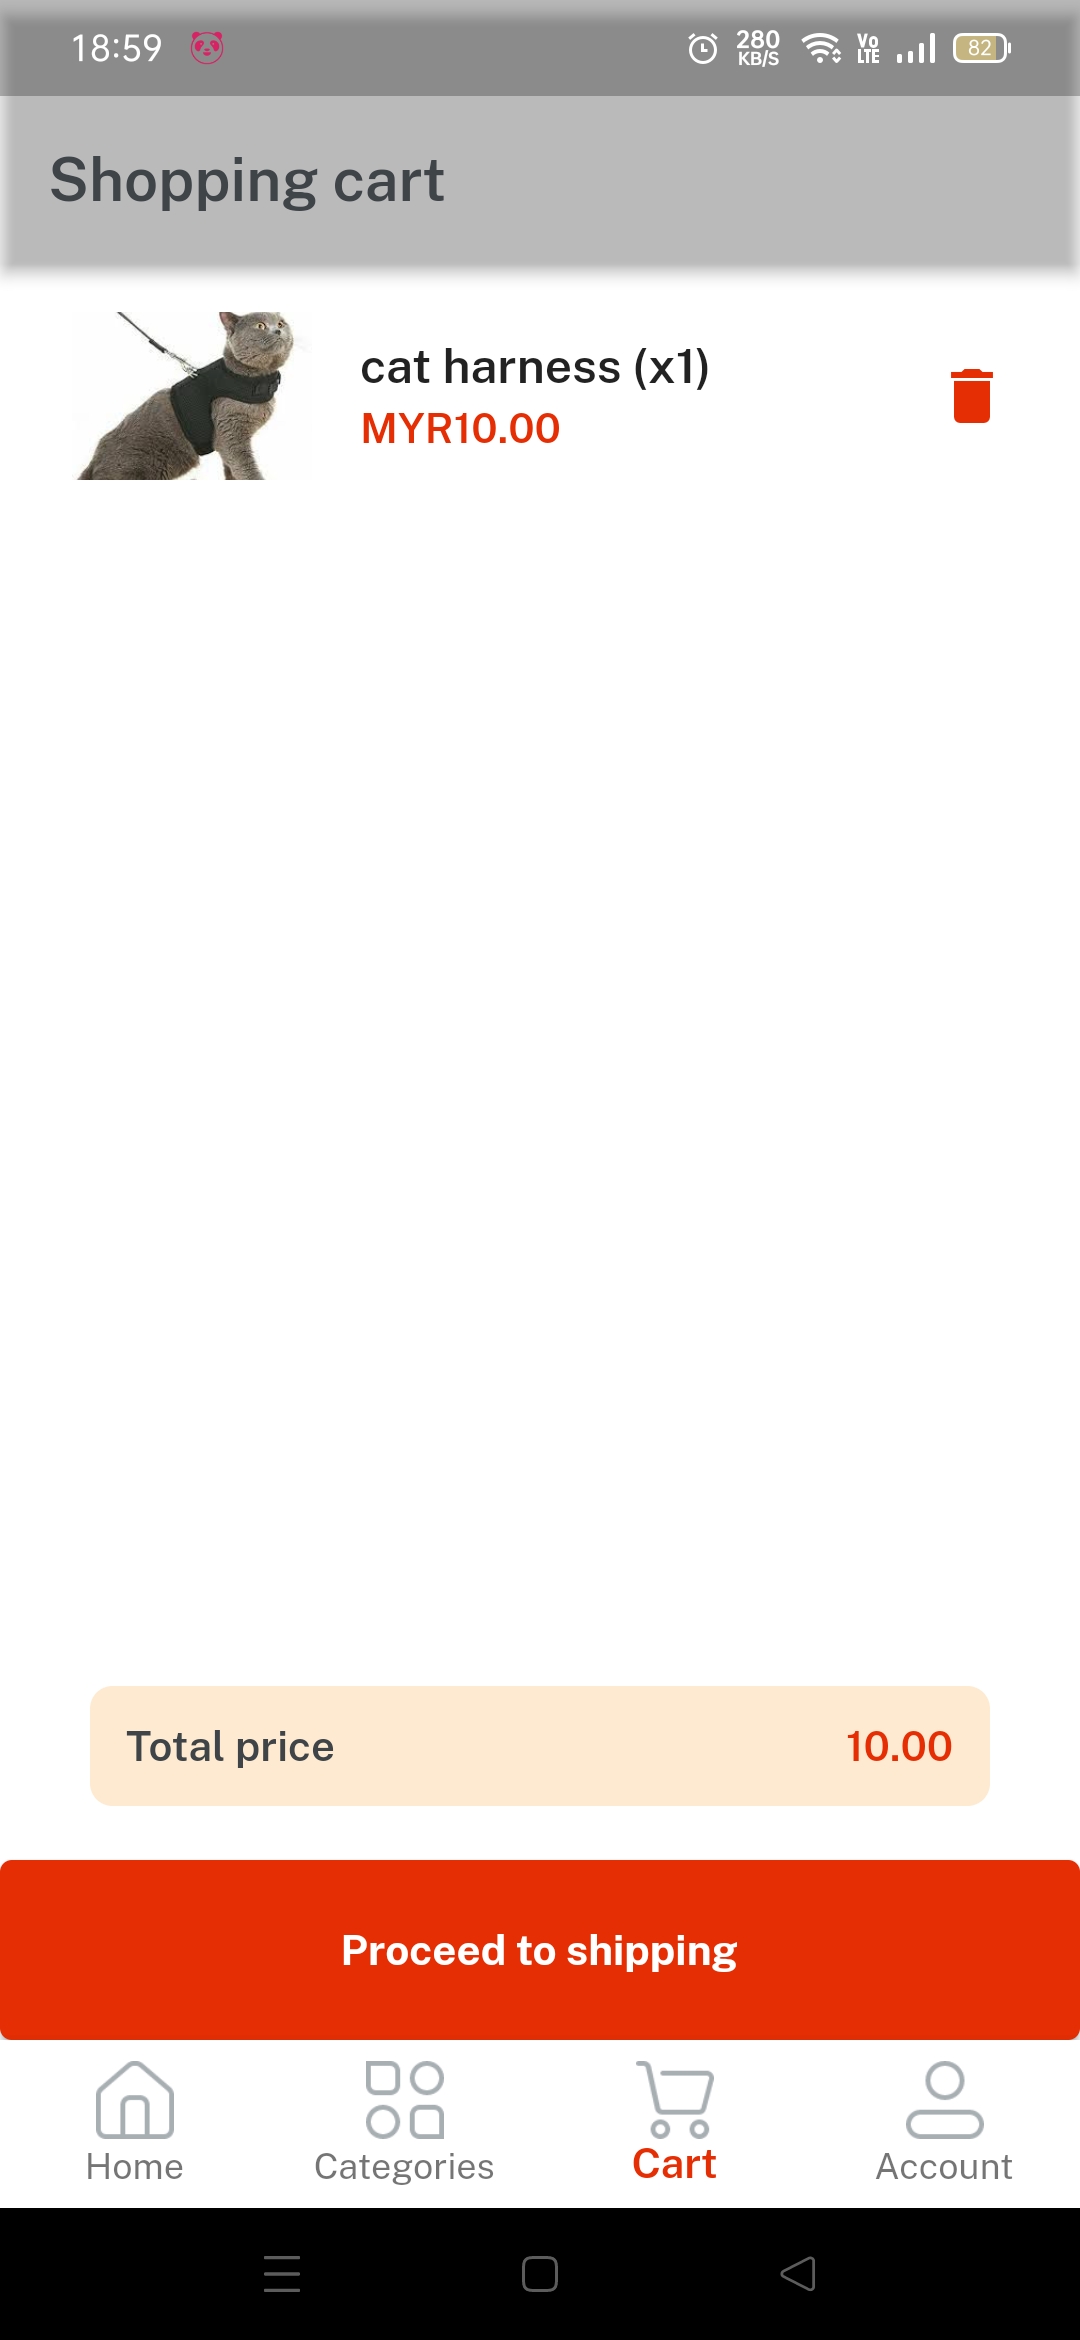 18:59
280
KB/S
Vo
LTE
82
Shopping cart
cat harness (x1)
MYR10.00
Total price
10.00
Proceed to shipping
Home
Categories
Cart
Account